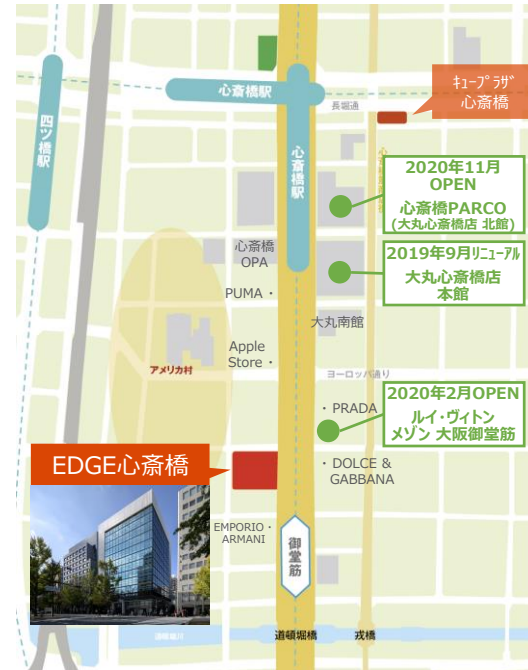 心斎橋駅
長堀通
ｷｭｰﾌﾟﾗｻﾞ
心斎橋
四ツ橋駅
心斎橋駅
2020年11月
OPEN
心斎橋PARCO
(大丸心斎橋店 北館)
心斎橋
OPA
2019年9月ﾘﾆｭｰｱﾙ
大丸心斎橋店
本館
PUMA・
大丸南館
Apple
Store・
アメリカ村
ヨーロッパ通り
2020年2月OPEN
ルイ・ヴィトン
メゾン 大阪御堂筋
・PRADA
EDGE心斎橋
・DOLCE &
GABBANA
EMPORIO・
ARMANI
御堂筋
道頓堀橋
戎橋